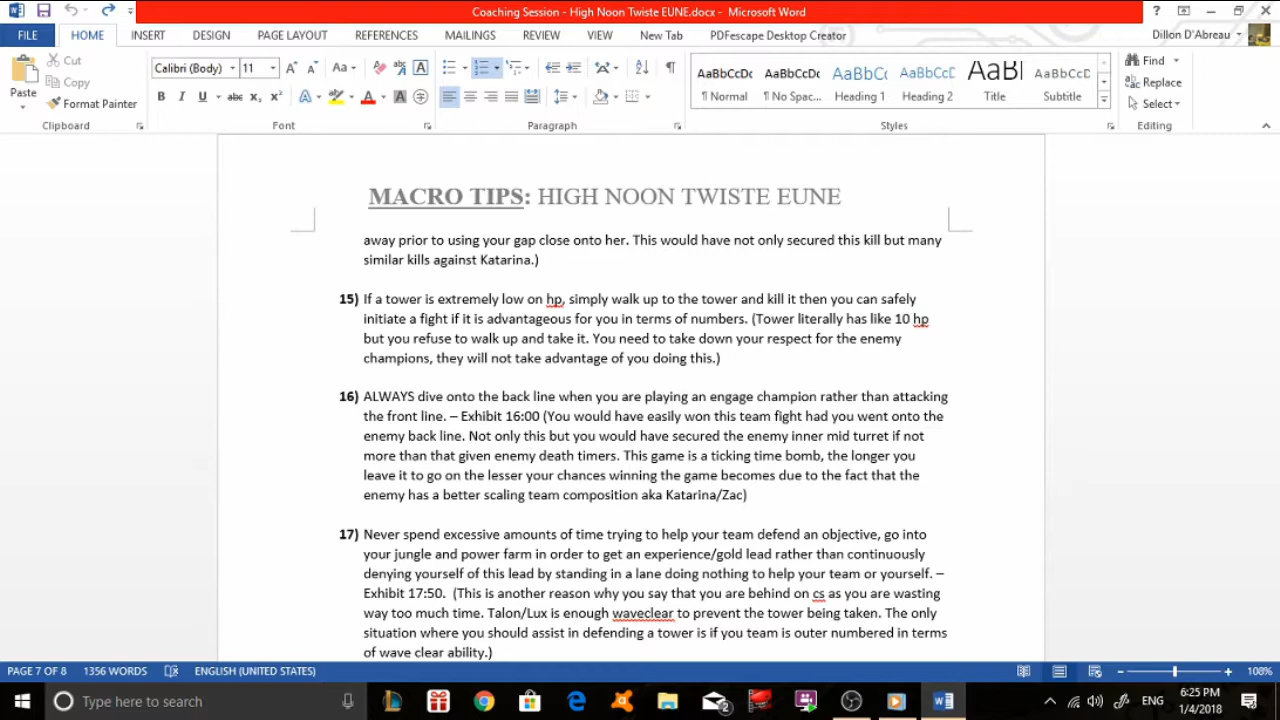 Coaching Session - High Noon Twiste EUNE.docx - Microsoft Word
FILE HOME INSERT DESIGN PAGE LAYOUT REFERENCES MAILINGS REVIEW VIEW New Tab PDFescape Desktop Creator Dillon D'Abreau
Paste Cut Copy Format Painter
Calibri (Body) 11
AaBbCcDc AaBbCcDc AaBbCc AaBbCcD AaBl AaBbCcD
¶ Normal ¶ No Spac... Heading 1 Heading 2 Title Subtitle
Find
Replace
Select
Clipboard Font Paragraph Styles Editing
MACRO TIPS: HIGH NOON TWISTE EUNE
away prior to using your gap close onto her. This would have not only secured this kill but many
similar kills against Katarina.)
15) If a tower is extremely low on hp, simply walk up to the tower and kill it then you can safely
initiate a fight if it is advantageous for you in terms of numbers. (Tower literally has like 10 hp
but you refuse to walk up and take it. You need to take down your respect for the enemy
champions, they will not take advantage of you doing this.)
16) ALWAYS dive onto the back line when you are playing an engage champion rather than attacking
the front line. – Exhibit 16:00 (You would have easily won this team fight had you went onto the
enemy back line. Not only this but you would have secured the enemy inner mid turret if not
more than that given enemy death timers. This game is a ticking time bomb, the longer you
leave it to go on the lesser your chances winning the game becomes due to the fact that the
enemy has a better scaling team composition aka Katarina/Zac)
17) Never spend excessive amounts of time trying to help your team defend an objective, go into
your jungle and power farm in order to get an experience/gold lead rather than continuously
denying yourself of this lead by standing in a lane doing nothing to help your team or yourself. –
Exhibit 17:50. (This is another reason why you say that you are behind on cs as you are wasting
way too much time. Talon/Lux is enough waveclear to prevent the tower being taken. The only
situation where you should assist in defending a tower is if you team is outer numbered in terms
of wave clear ability.)
PAGE 7 OF 8 1356 WORDS ENGLISH (UNITED STATES) 108%
Type here to search 2 ENG 6:25 PM
1/4/2018